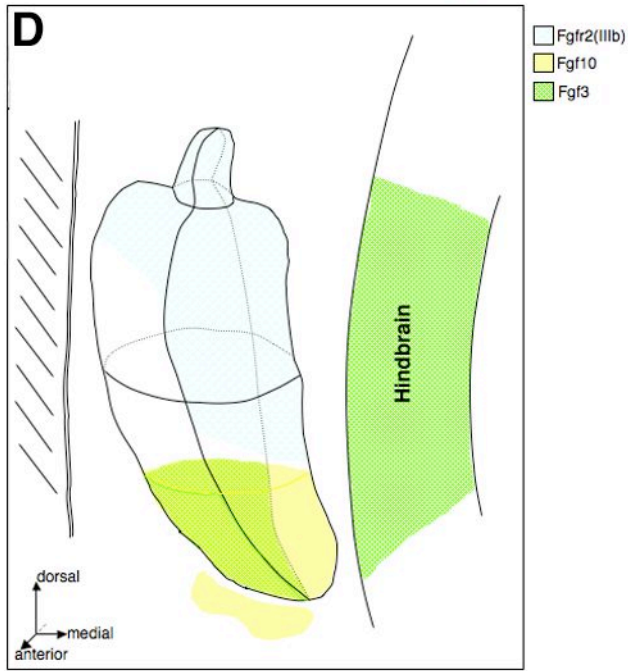 D
Fgfr2(IIIb)
Fgf10
Fgf3
Hindbrain
dorsal
medial
anterior